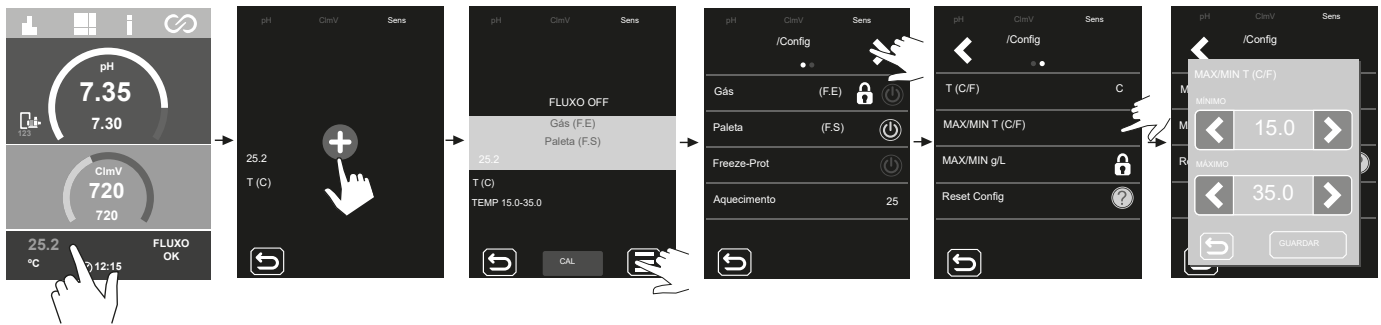 pH
7.35
7.30
123
ClmV
720
720
25.2
ºC
12:15
FLUXO
OK
pH ClmV Sens
25.2
T (C)
pH ClmV Sens
FLUXO OFF
Gás (F.E)
Paleta (F.S)
25.2
T (C)
TEMP 15.0-35.0
CAL
pH ClmV Sens
/Config
Gás (F.E)
Paleta (F.S)
Freeze-Prot
Aquecimento 25
pH ClmV Sens
/Config
T (C/F) C
MAX/MIN T (C/F)
MAX/MIN g/L
Reset Config ?
pH ClmV Sens
/Config
MAX/MIN T (C/F)
MÍNIMO
15.0
MÁXIMO
35.0
GUARDAR